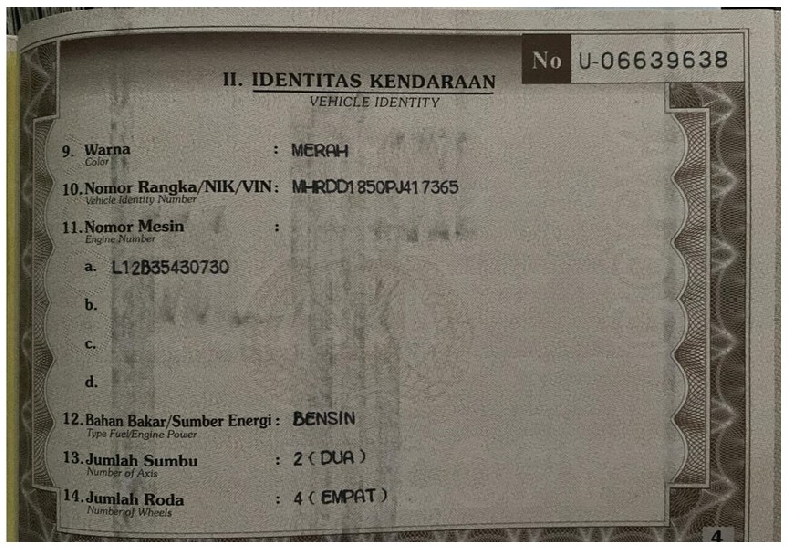 No U-06639638
II. IDENTITAS KENDARAAN
VEHICLE IDENTITY
9. Warna : MERAH
Color
10. Nomor Rangka/NIK/VIN : MHRDD1850PJ417365
Vehicle Identity Number
11. Nomor Mesin :
Engine Number
a. L12B35430730
b.
c.
d.
12. Bahan Bakar/Sumber Energi : BENSIN
Type Fuel/Engine Power
13. Jumlah Sumbu : 2 ( DUA )
Number of Axis
14. Jumlah Roda : 4 ( EMPAT )
Number of Wheels
4